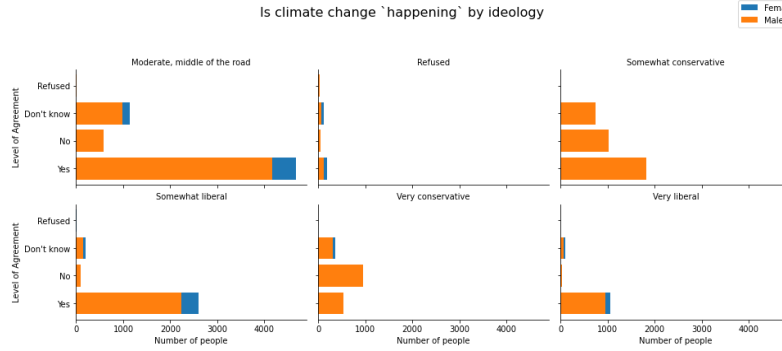 Is climate change `happening` by ideology
Fema
Male
Moderate, middle of the road
Refused
Somewhat conservative
Level of Agreement
Refused
Don't know
No
Yes
Somewhat liberal
Very conservative
Very liberal
Level of Agreement
Refused
Don't know
No
Yes
0 1000 2000 3000 4000
0 1000 2000 3000 4000
0 1000 2000 3000 4000
Number of people
Number of people
Number of people